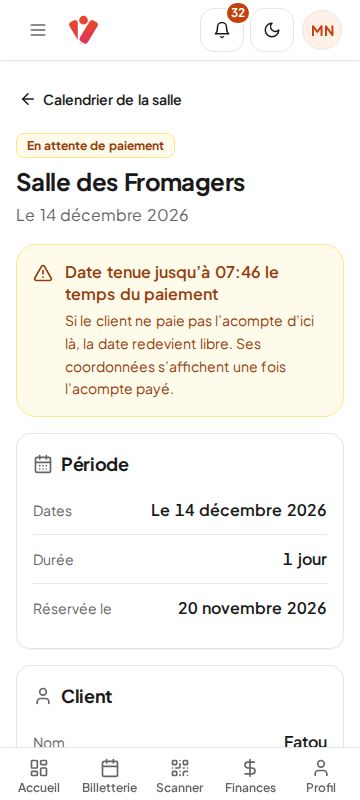 32
MN
Calendrier de la salle
En attente de paiement
Salle des Fromagers
Le 14 décembre 2026
Date tenue jusqu’à 07:46 le
temps du paiement
Si le client ne paie pas l’acompte d’ici
là, la date redevient libre. Ses
coordonnées s’affichent une fois
l’acompte payé.
Période
Dates Le 14 décembre 2026
Durée 1 jour
Réservée le 20 novembre 2026
Client
Nom Fatou
Accueil Billetterie Scanner Finances Profil